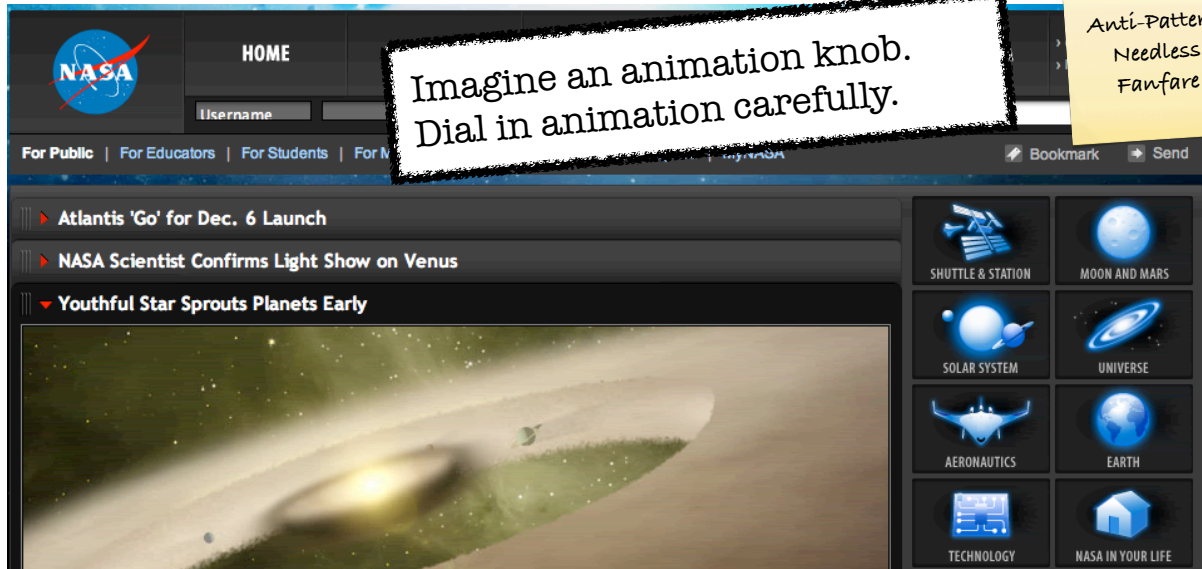 NASA
HOME
Imagine an animation knob.
Dial in animation carefully.
Needless
Fanfare
Username
For Public | For Educators | For Students | For M
MyNASA
Bookmark
Send
Atlantis 'Go' for Dec. 6 Launch
NASA Scientist Confirms Light Show on Venus
Youthful Star Sprouts Planets Early
SHUTTLE & STATION
MOON AND MARS
SOLAR SYSTEM
UNIVERSE
AERONAUTICS
EARTH
TECHNOLOGY
NASA IN YOUR LIFE